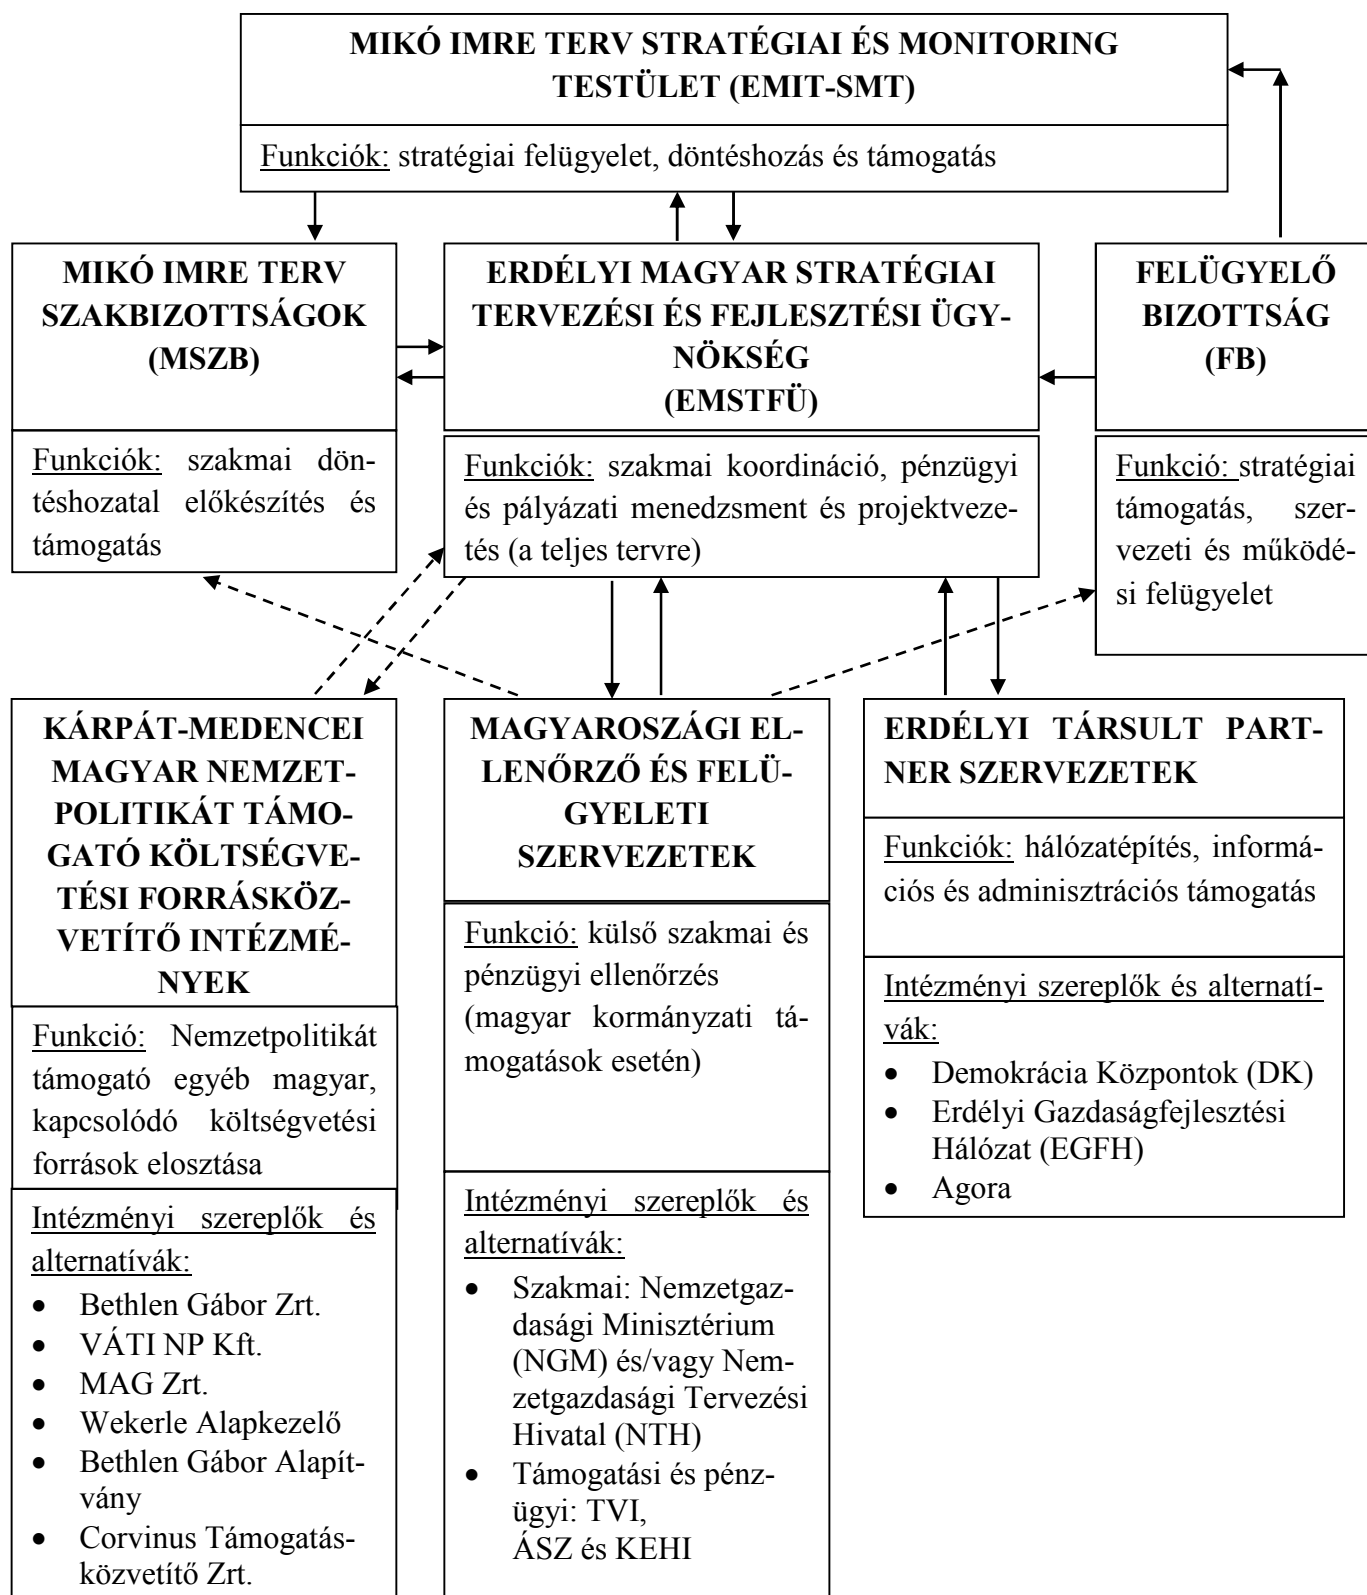 MIKÓ IMRE TERV STRATÉGIAI ÉS MONITORING
TESTÜLET (EMIT-SMT)
Funkciók: stratégiai felügyelet, döntéshozás és támogatás
MIKÓ IMRE TERV
SZAKBIZOTTSÁGOK
(MSZB)
Funkciók: szakmai dön-
téshozatal előkészítés és
támogatás
ERDÉLYI MAGYAR STRATÉGIAI
TERVEZÉSI ÉS FEJLESZTÉSI ÜGY-
NÖKSÉG
(EMSTFÜ)
Funkciók: szakmai koordináció, pénzügyi
és pályázati menedzsment és projektveze-
tés (a teljes tervre)
FELÜGYELŐ
BIZOTTSÁG
(FB)
Funkció: stratégiai
támogatás, szer-
vezeti és működé-
si felügyelet
KÁRPÁT-MEDENCEI
MAGYAR NEMZET-
POLITIKÁT TÁMO-
GATÓ KÖLTSÉGVE-
TÉSI FORRÁSKÖZ-
VETÍTŐ INTÉZMÉ-
NYEK
Funkció: Nemzetpolitikát
támogató egyéb magyar,
kapcsolódó költségvetési
források elosztása
Intézményi szereplők és
alternatívák:
• Bethlen Gábor Zrt.
• VÁTI NP Kft.
• MAG Zrt.
• Wekerle Alapkezelő
• Bethlen Gábor Alapít-
vány
• Corvinus Támogatás-
közvetítő Zrt.
MAGYAROSZÁGI EL-
LENŐRZŐ ÉS FELÜ-
GYELETI
SZERVEZETEK
Funkció: külső szakmai és
pénzügyi ellenőrzés
(magyar kormányzati tá-
mogatások esetén)
Intézményi szereplők és
alternatívák:
• Szakmai: Nemzetgaz-
dasági Minisztérium
(NGM) és/vagy Nem-
zetgazdasági Tervezési
Hivatal (NTH)
• Támogatási és pénz-
ügyi: TVI,
ÁSZ és KEHI
ERDÉLYI TÁRSULT PART-
NER SZERVEZETEK
Funkciók: hálózatépítés, informá-
ciós és adminisztrációs támogatás
Intézményi szereplők és alternatí-
vák:
• Demokrácia Központok (DK)
• Erdélyi Gazdaságfejlesztési
Hálózat (EGFH)
• Agora